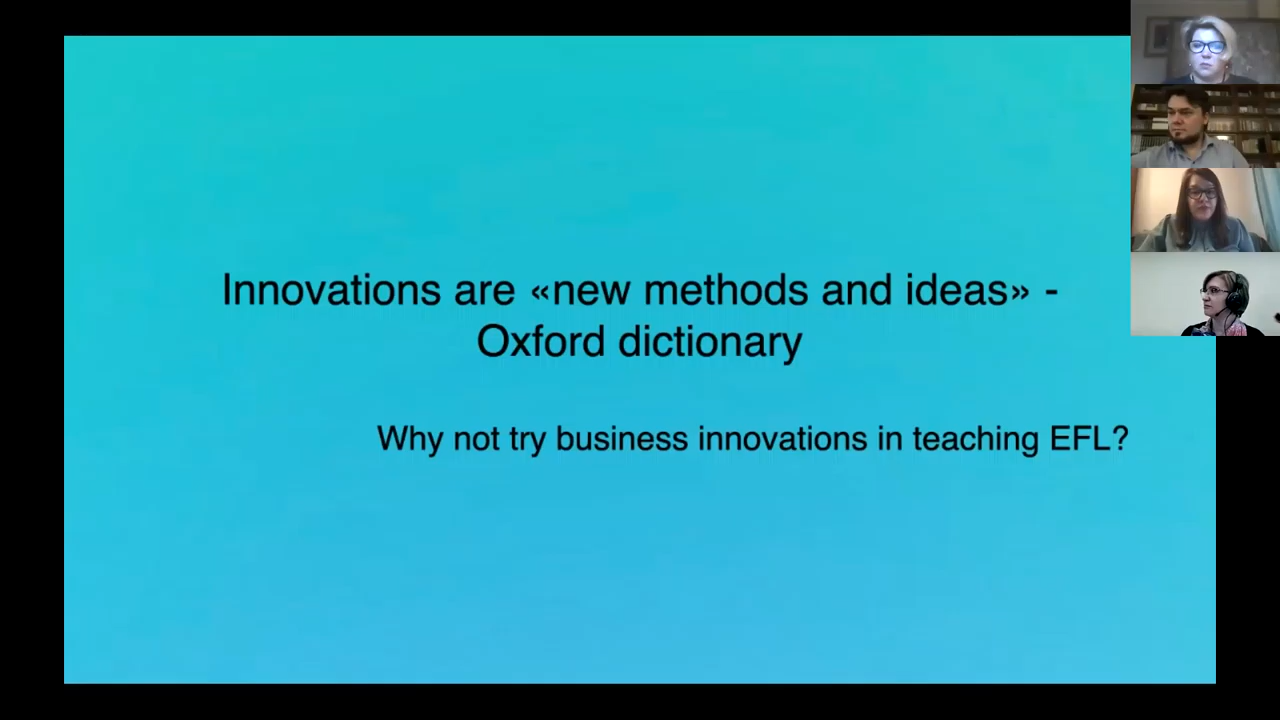 Innovations are «new methods and ideas» -
Oxford dictionary
Why not try business innovations in teaching EFL?